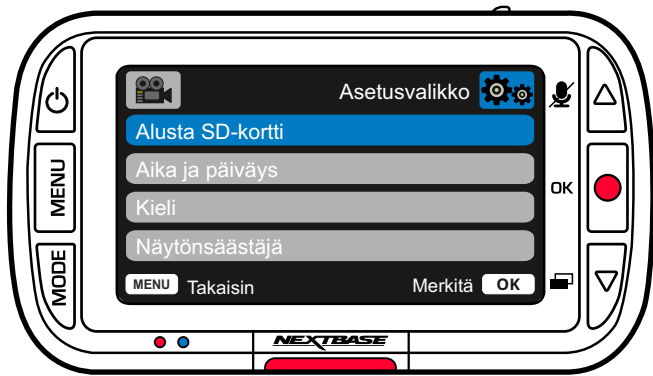 Asetusvalikko
Alusta SD-kortti
Aika ja päiväys
Kieli
Näytönsäästäjä
MENU Takaisin Merkitä OK
MENU
MODE
OK
NEXTBASE